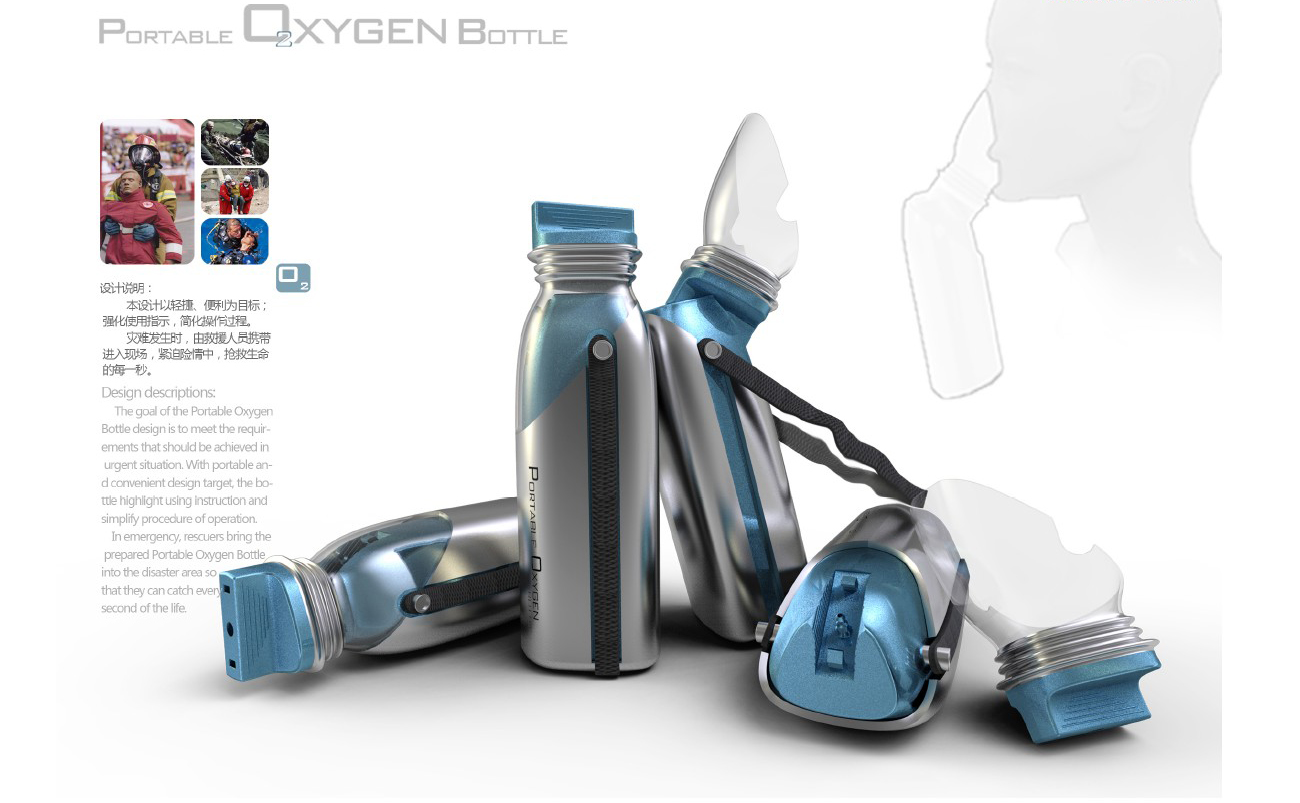 PORTABLE O2XYGEN BOTTLE
O2
设计说明：
本设计以轻捷、便利为目标；
强化使用指示，简化操作过程。
灾难发生时，由救援人员携带
进入现场，紧迫险情中，抢救生命
的每一秒。
Design descriptions:
The goal of the Portable Oxygen
Bottle design is to meet the requir-
ements that should be achieved in
urgent situation. With portable an-
d convenient design target, the bo-
ttle highlight using instruction and
simplify procedure of operation.
In emergency, rescuers bring the
prepared Portable Oxygen Bottle
into the disaster area so
that they can catch every
second of the life.
PORTABLE OXYGEN